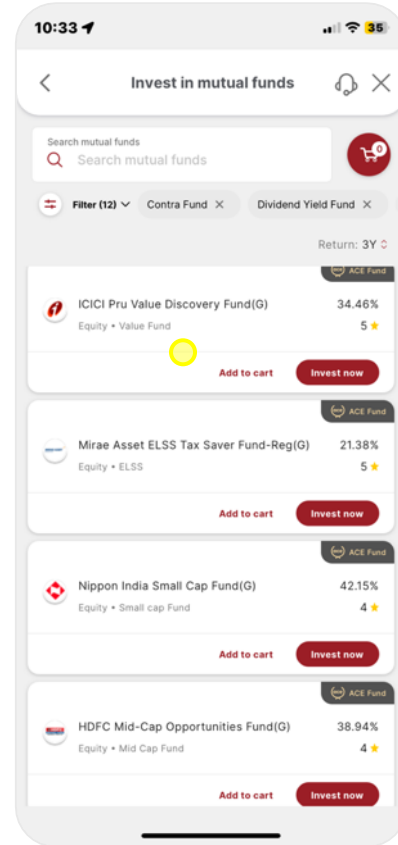 10:33
35
Invest in mutual funds
Search mutual funds
Search mutual funds
0
Filter (12)
Contra Fund ×
Dividend Yield Fund ×
Return: 3Y
ACE Fund
ICICI Pru Value Discovery Fund(G) 34.46%
Equity • Value Fund 5 ★
Add to cart Invest now
ACE Fund
Mirae Asset ELSS Tax Saver Fund-Reg(G) 21.38%
Equity • ELSS 5 ★
Add to cart Invest now
ACE Fund
Nippon India Small Cap Fund(G) 42.15%
Equity • Small cap Fund 4 ★
Add to cart Invest now
ACE Fund
HDFC Mid-Cap Opportunities Fund(G) 38.94%
Equity • Mid Cap Fund 4 ★
Add to cart Invest now